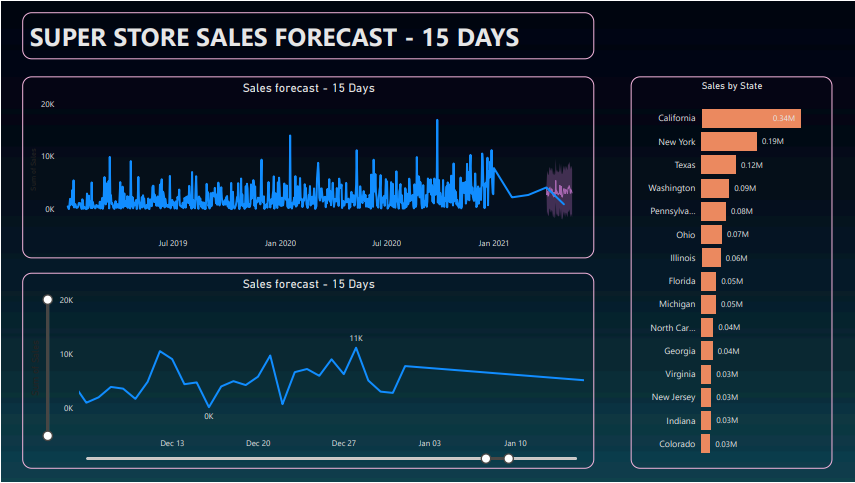 SUPER STORE SALES FORECAST - 15 DAYS
Sales forecast - 15 Days
20K
10K
0K
Jul 2019
Jan 2020
Jul 2020
Jan 2021
Sales forecast - 15 Days
20K
10K
0K
11K
0K
Dec 13
Dec 20
Dec 27
Jan 03
Jan 10
Sales by State
California 0.34M
New York 0.19M
Texas 0.12M
Washington 0.09M
Pennsylva... 0.08M
Ohio 0.07M
Illinois 0.06M
Florida 0.05M
Michigan 0.05M
North Car... 0.04M
Georgia 0.04M
Virginia 0.03M
New Jersey 0.03M
Indiana 0.03M
Colorado 0.03M